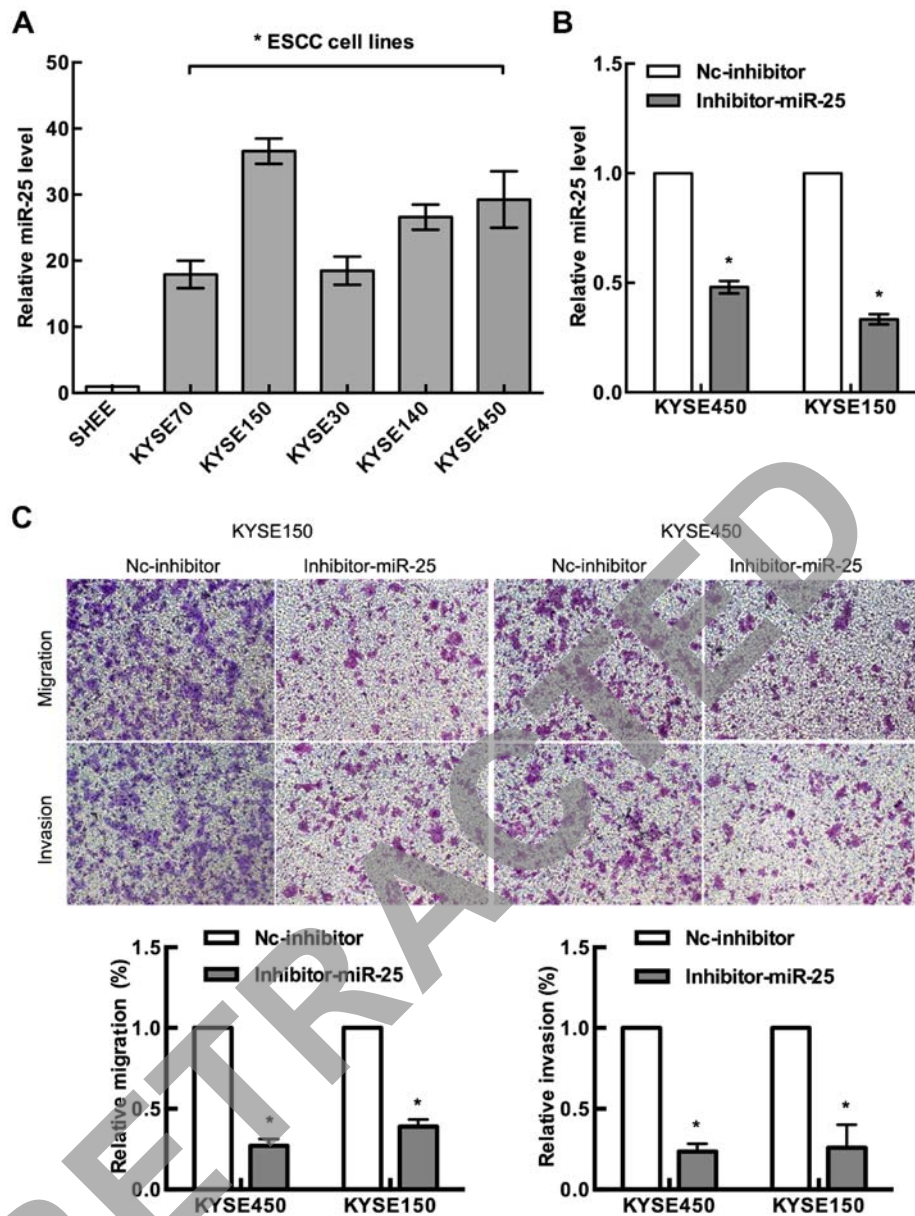 A
* ESCC cell lines
Relative miR-25 level
50
40
30
20
10
0
SHEE
KYSE70
KYSE150
KYSE30
KYSE140
KYSE450
B
Nc-inhibitor
Inhibitor-miR-25
Relative miR-25 level
1.5
1.0
0.5
0.0
*
*
KYSE450
KYSE150
C
KYSE150
KYSE450
Nc-inhibitor
Inhibitor-miR-25
Nc-inhibitor
Inhibitor-miR-25
Migration
Invasion
Nc-inhibitor
Inhibitor-miR-25
Relative migration (%)
1.5
1.0
0.5
0.0
*
*
KYSE450
KYSE150
Nc-inhibitor
Inhibitor-miR-25
Relative invasion (%)
1.5
1.0
0.5
0.0
*
*
KYSE450
KYSE150
RETRACTED